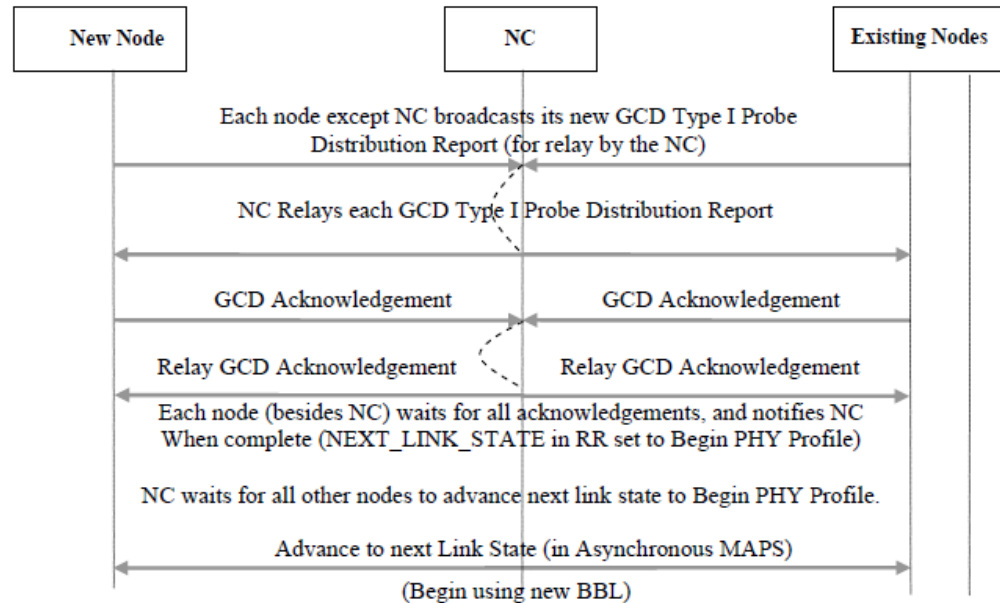 New Node
NC
Existing Nodes
Each node except NC broadcasts its new GCD Type I Probe
Distribution Report (for relay by the NC)
NC Relays each GCD Type I Probe Distribution Report
GCD Acknowledgement
GCD Acknowledgement
Relay GCD Acknowledgement
Relay GCD Acknowledgement
Each node (besides NC) waits for all acknowledgements, and notifies NC
When complete (NEXT_LINK_STATE in RR set to Begin PHY Profile)
NC waits for all other nodes to advance next link state to Begin PHY Profile.
Advance to next Link State (in Asynchronous MAPS)
(Begin using new BBL)